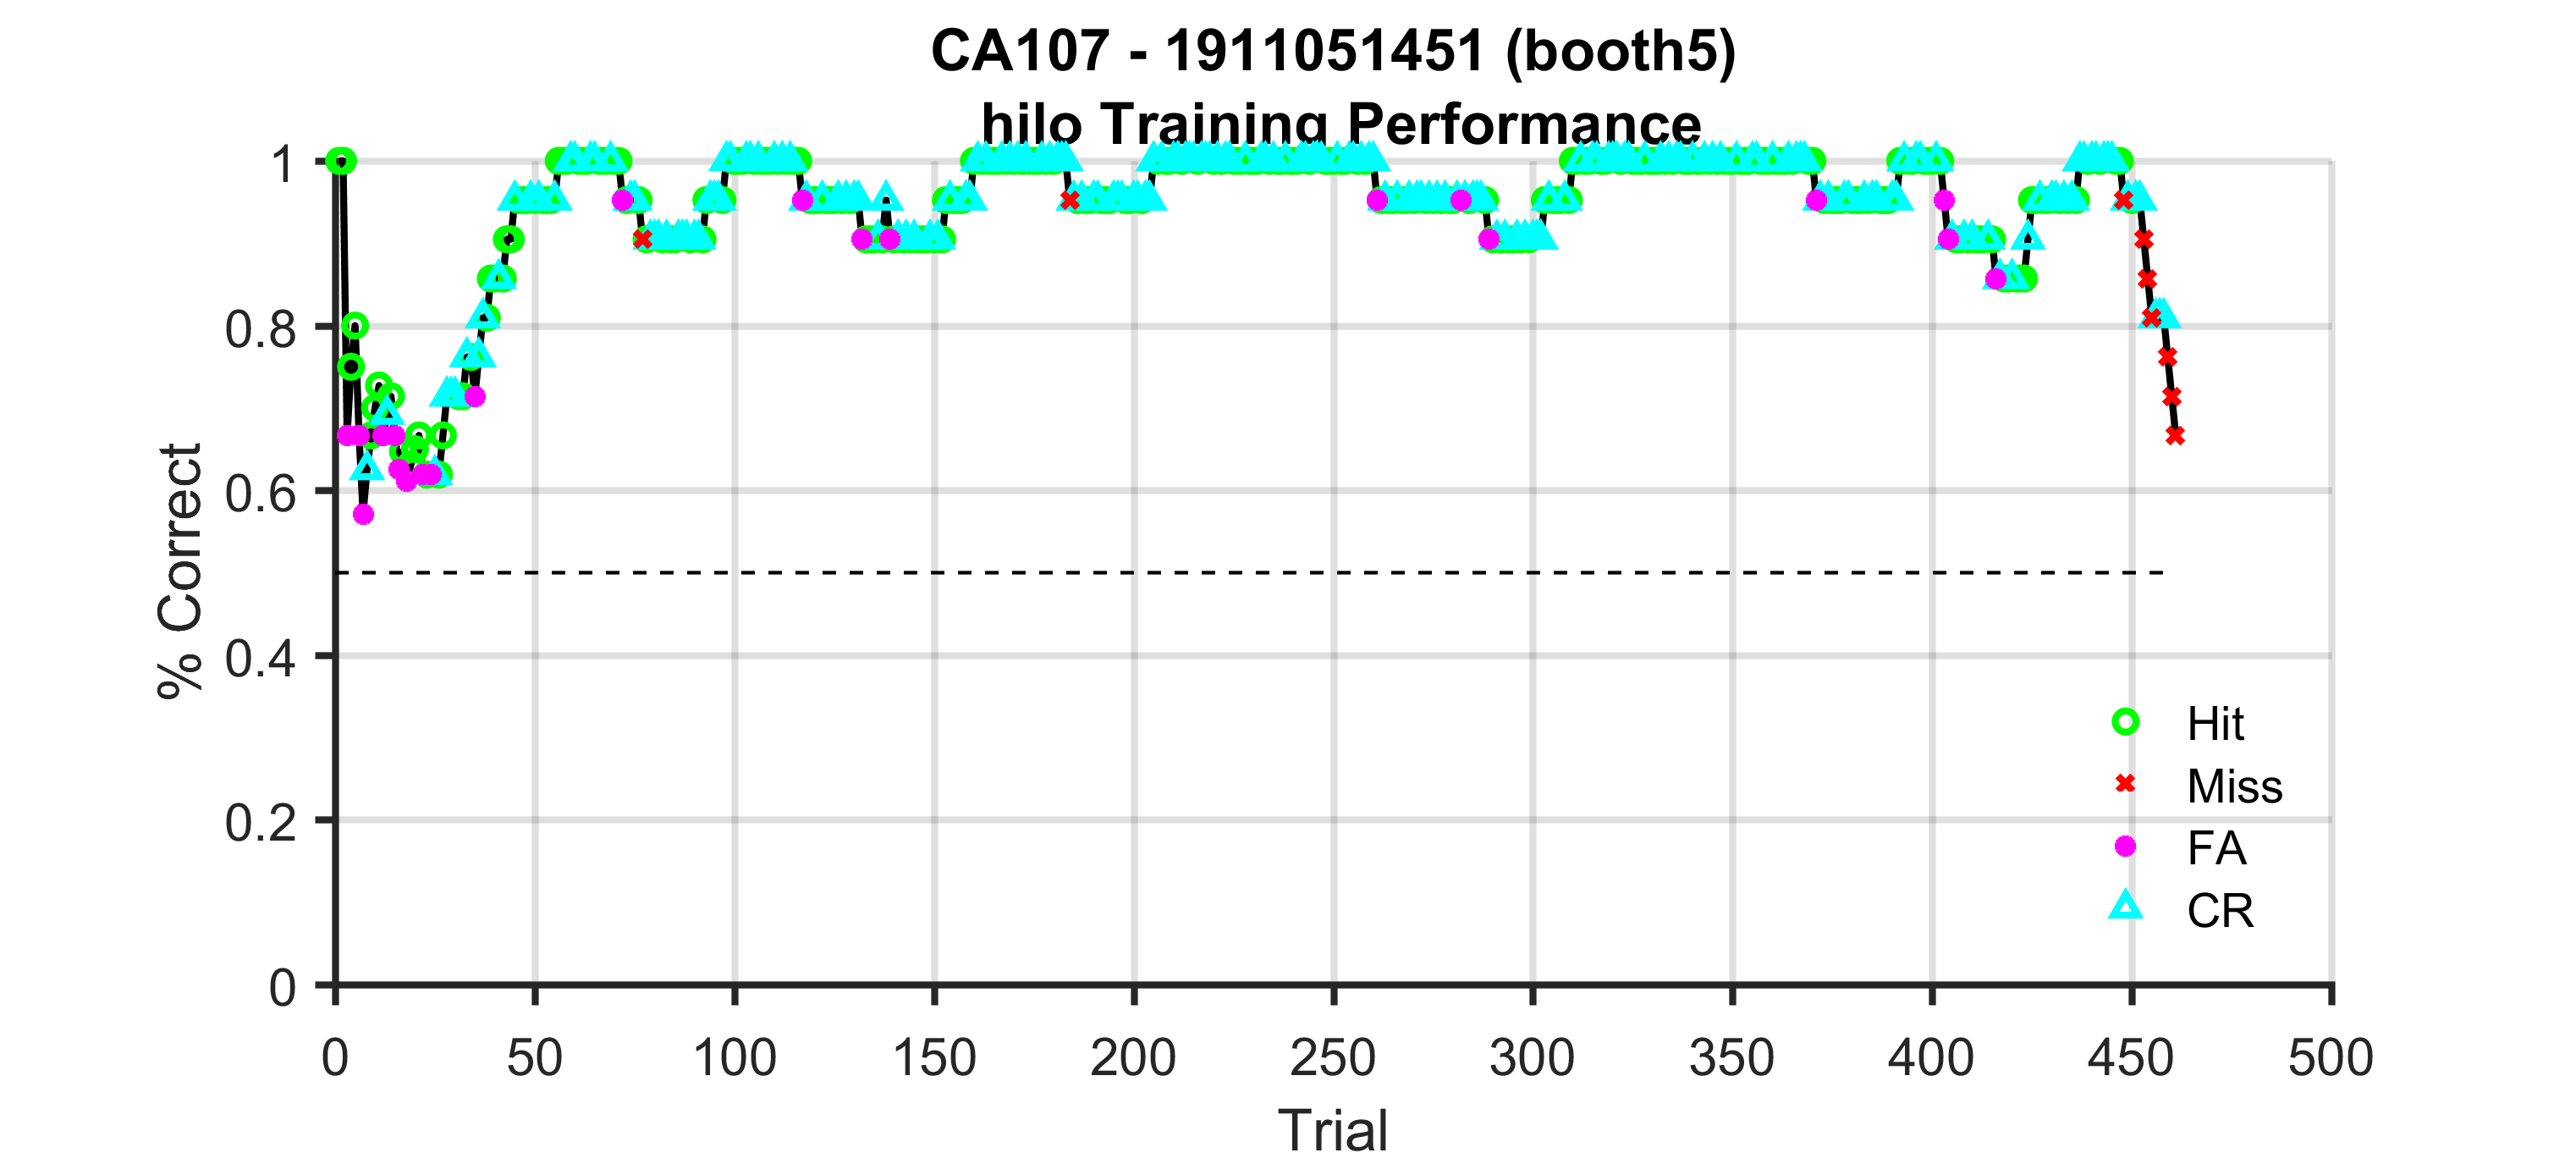 CA107 - 1911051451 (booth5)
hilo Training Performance
1
0.8
0.6
0.4
0.2
0
% Correct
Hit
Miss
FA
CR
0 50 100 150 200 250 300 350 400 450 500
Trial